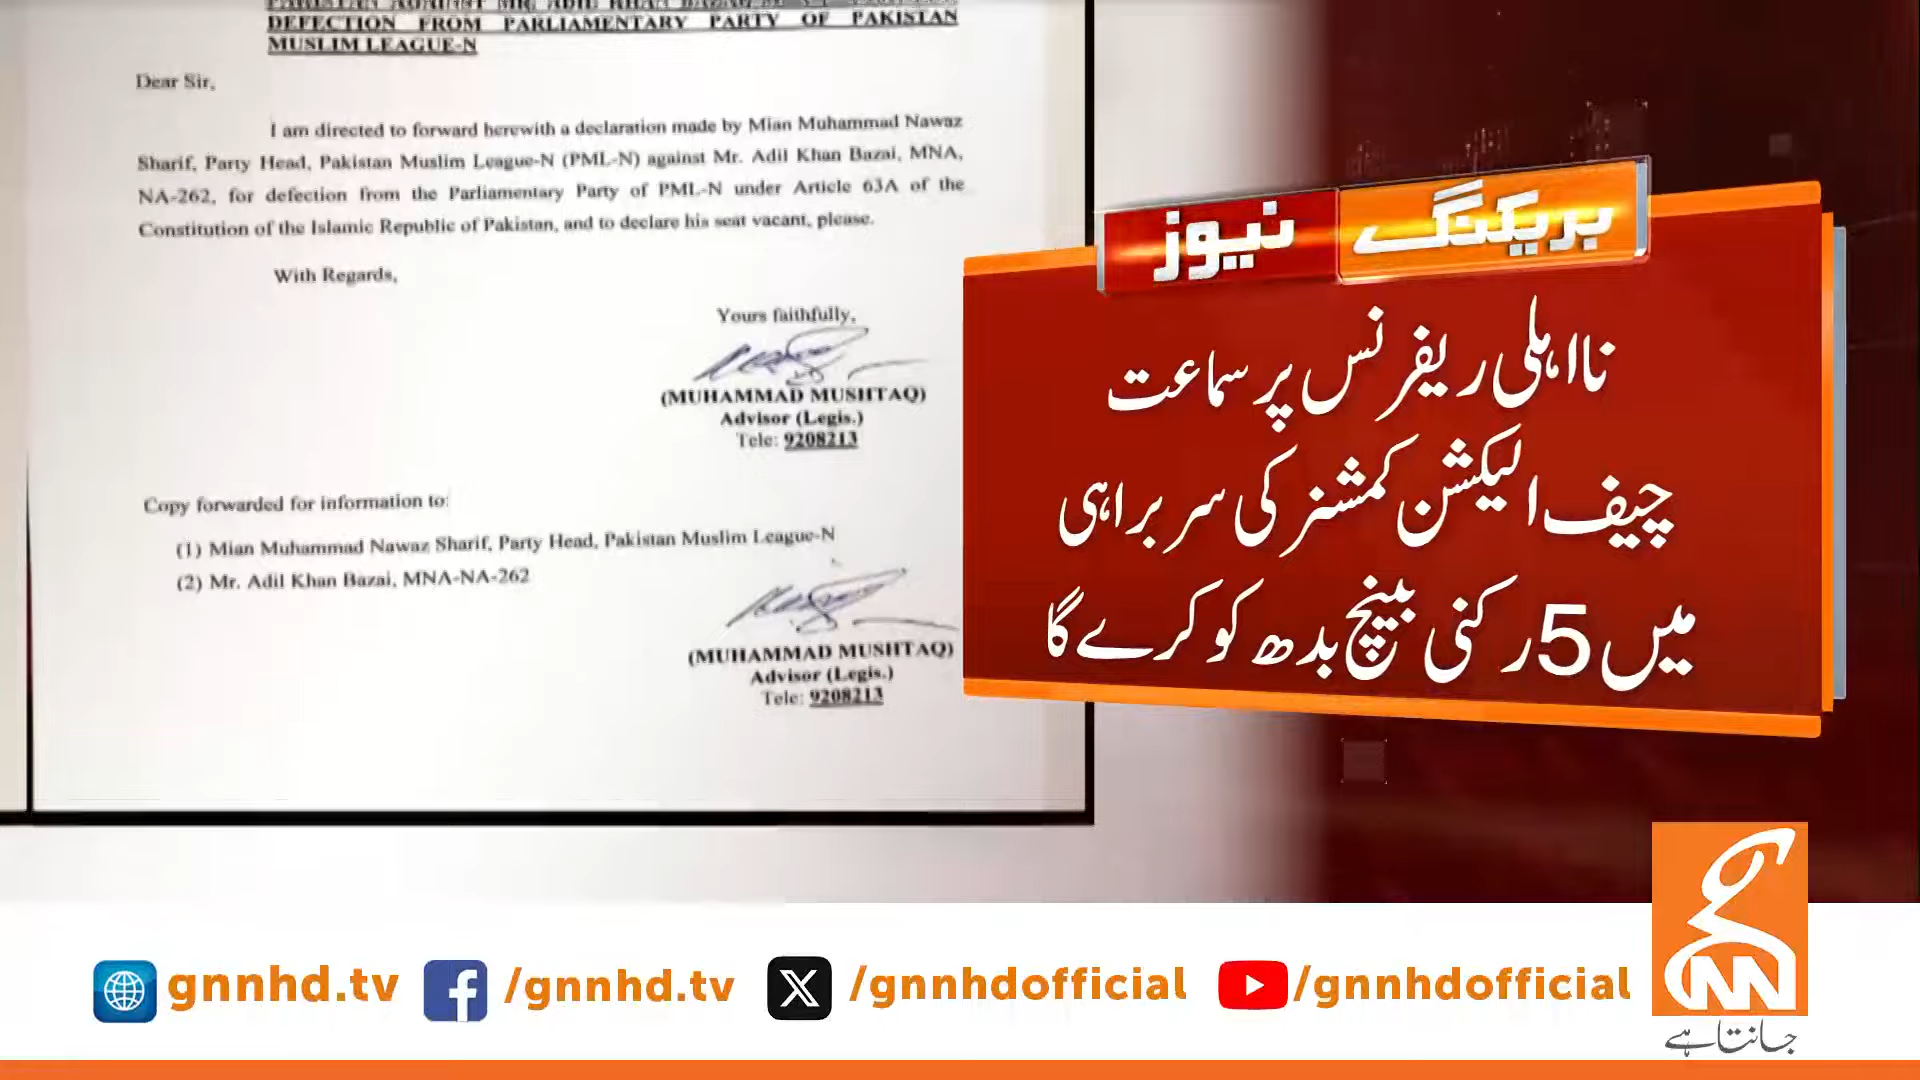 DEFECTION FROM PARLIAMENTARY PARTY OF PAKISTAN
MUSLIM LEAGUE-N
Dear Sir,
I am directed to forward herewith a declaration made by Mian Muhammad Nawaz
Sharif, Party Head, Pakistan Muslim League-N (PML-N) against Mr. Adil Khan Bazai, MNA,
NA-262, for defection from the Parliamentary Party of PML-N under Article 63A of the
Constitution of the Islamic Republic of Pakistan, and to declare his seat vacant, please.
With Regards,
Yours faithfully,
(MUHAMMAD MUSHTAQ)
Advisor (Legis.)
Tele: 9208213
Copy forwarded for information to:
(1) Mian Muhammad Nawaz Sharif, Party Head, Pakistan Muslim League-N
(2) Mr. Adil Khan Bazai, MNA-NA-262
(MUHAMMAD MUSHTAQ)
Advisor (Legis.)
Tele: 9208213
بریکنگ نیوز
نااہلی ریفرنس پر سماعت
چیف الیکشن کمشنر کی سربراہی
میں 5 رکنی بینچ بدھ کو کرے گا
gnnhd.tv /gnnhd.tv /gnnhdofficial /gnnhdofficial
GNN
جانتا ہے